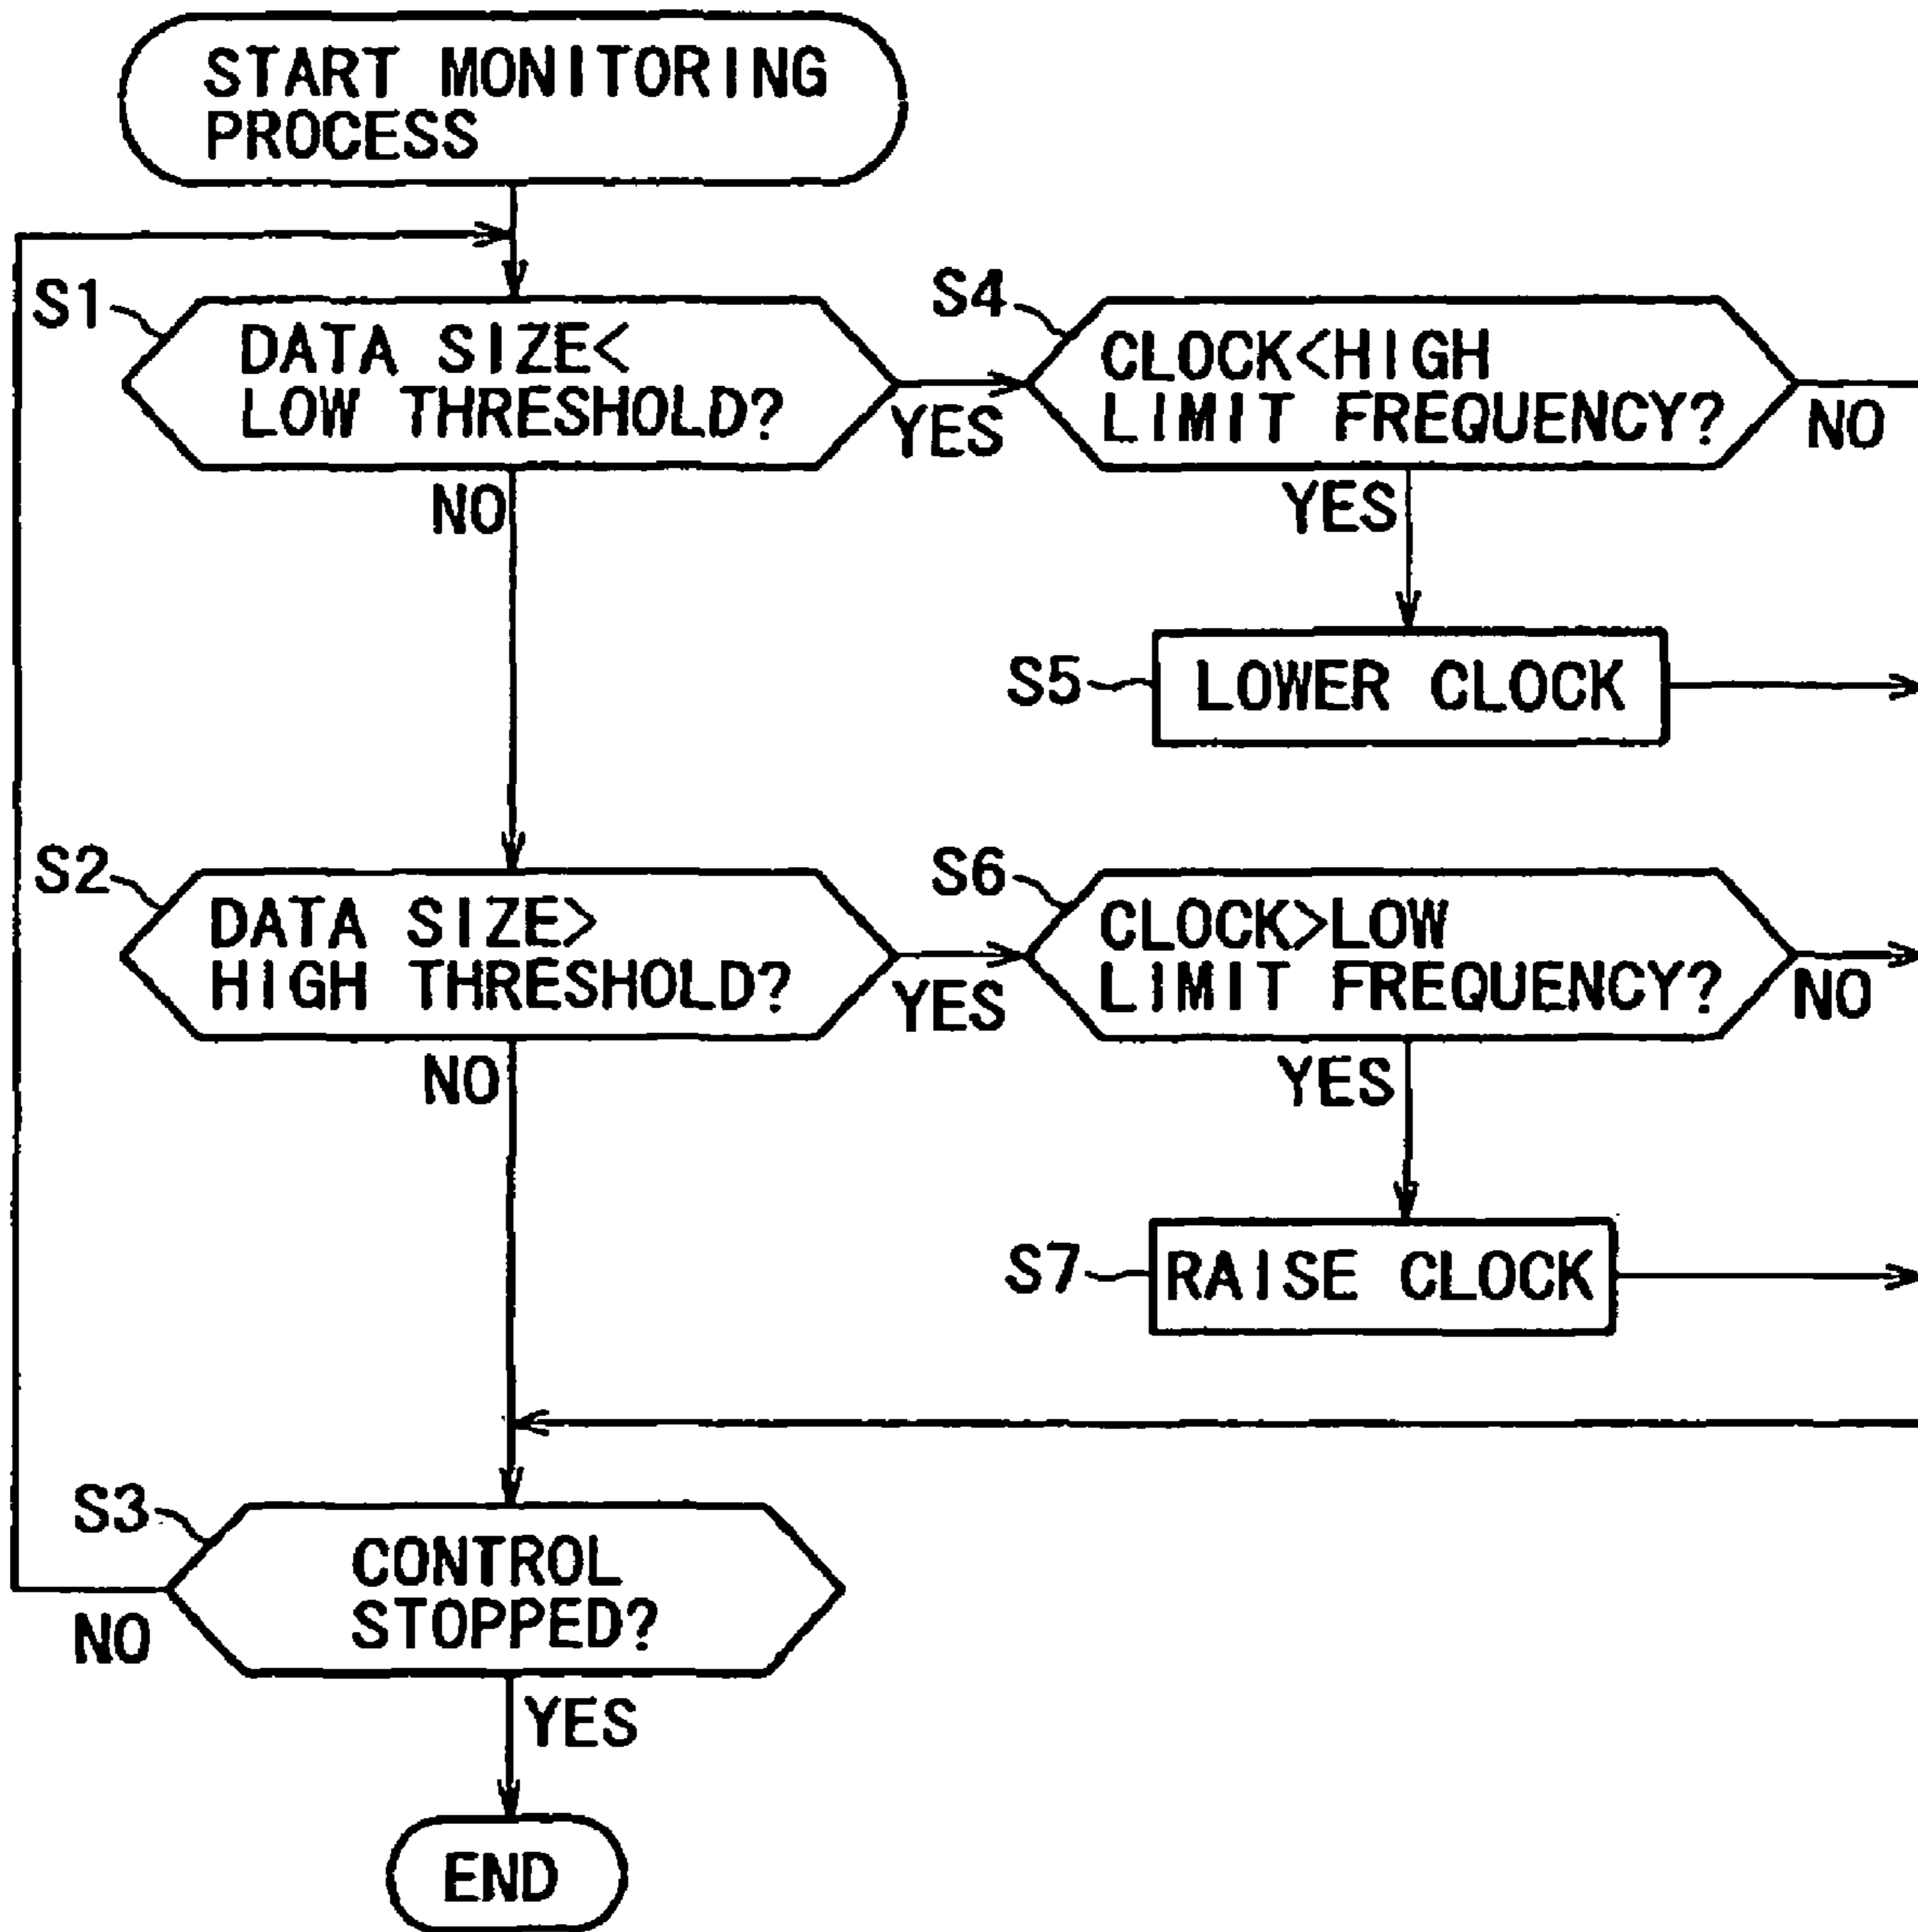 START MONITORING
PROCESS
S1
DATA SIZE<
LOW THRESHOLD?
YES
NO
S4
CLOCK<HIGH
LIMIT FREQUENCY?
NO
YES
S5
LOWER CLOCK
S2
DATA SIZE>
HIGH THRESHOLD?
YES
NO
S6
CLOCK>LOW
LIMIT FREQUENCY?
NO
YES
S7
RAISE CLOCK
S3
CONTROL
STOPPED?
NO
YES
END